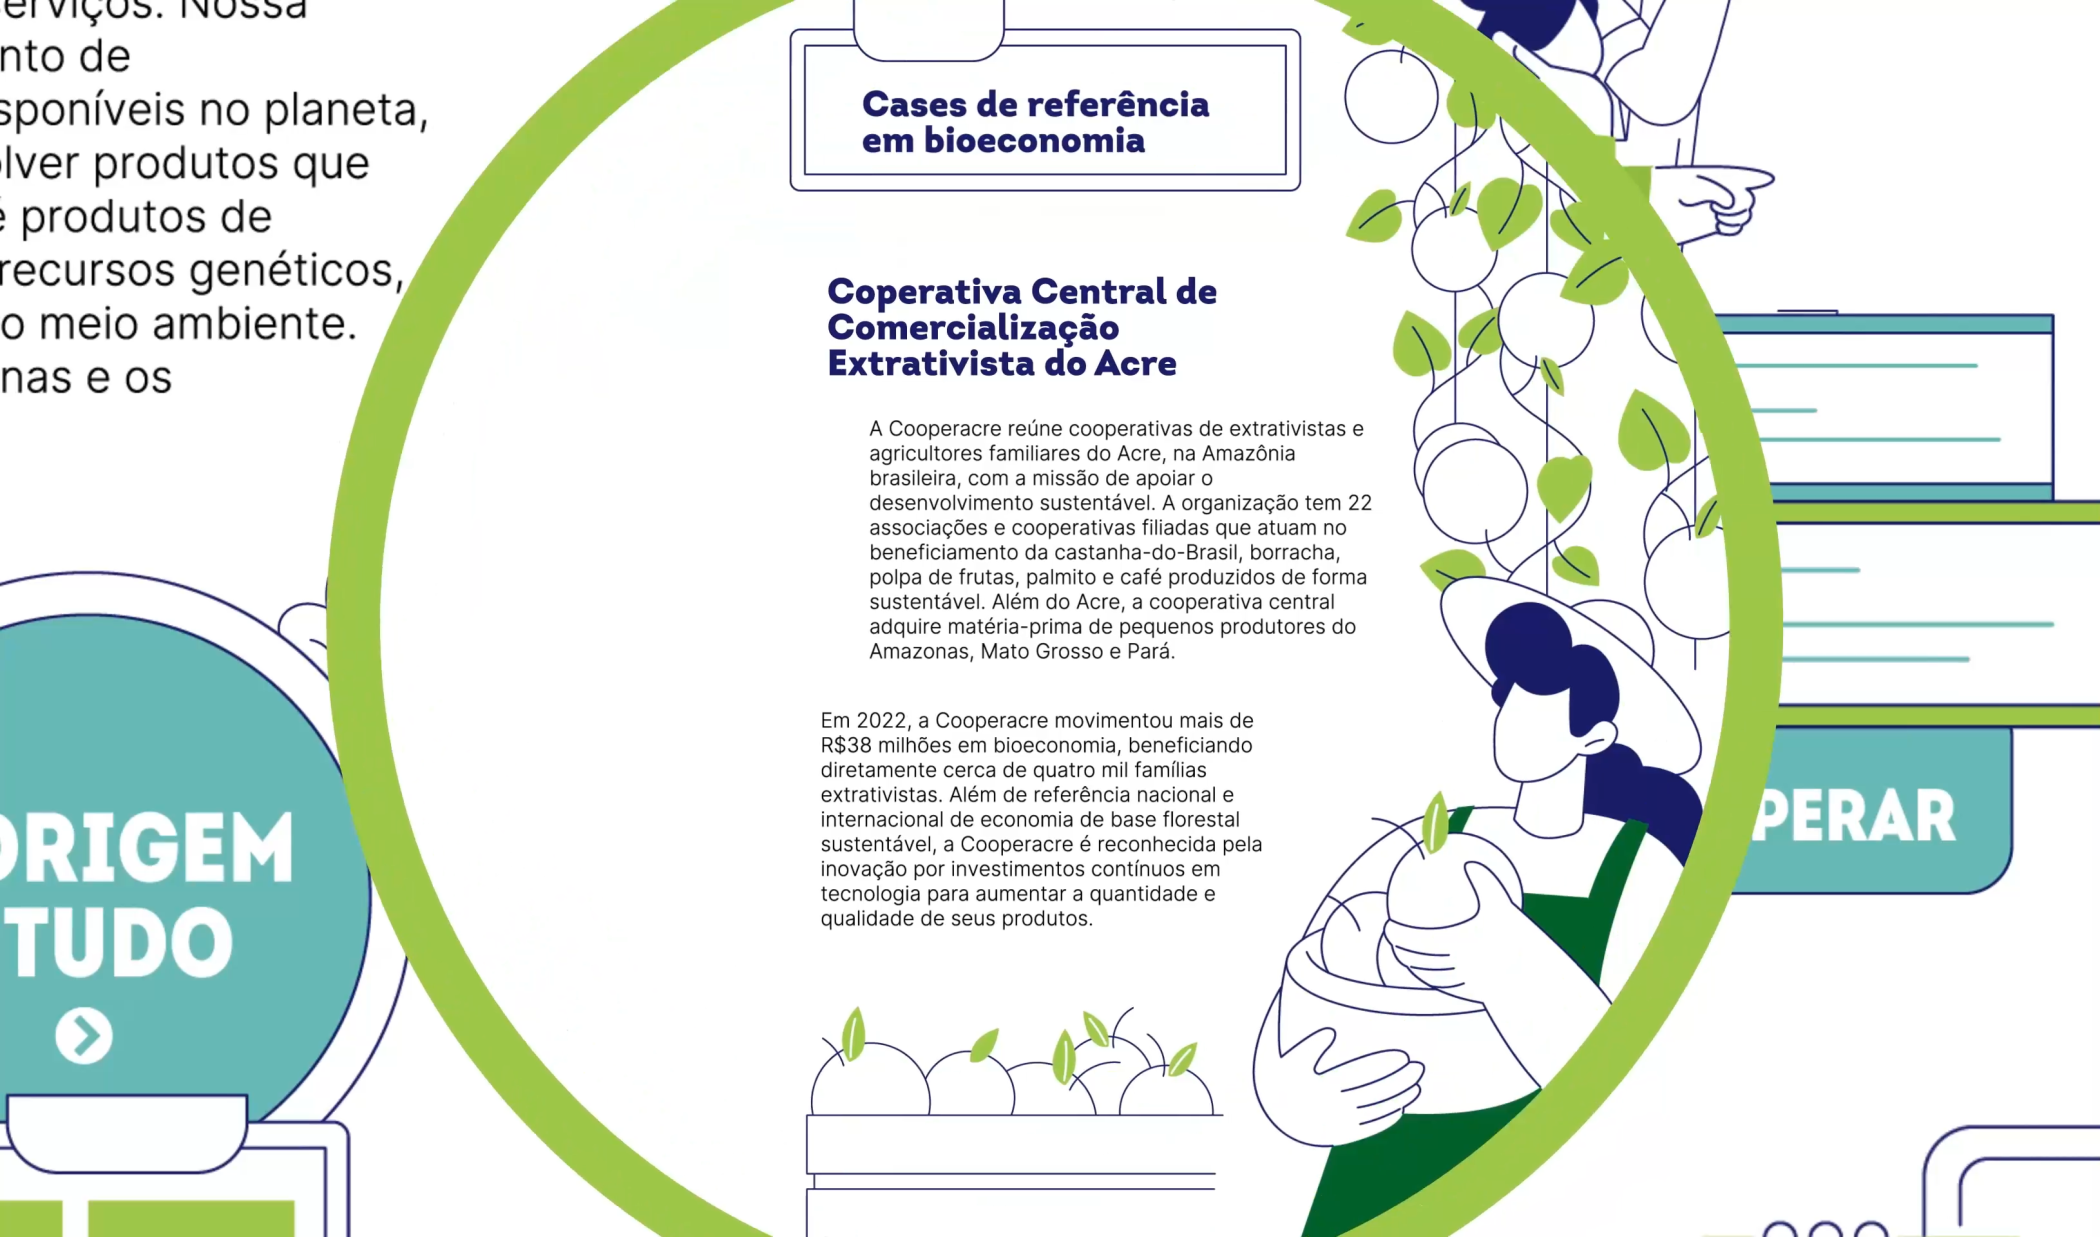 serviços. Nossa
nto de
sponíveis no planeta,
lver produtos que
é produtos de
recursos genéticos,
o meio ambiente.
nas e os
Cases de referência
em bioeconomia
Coperativa Central de
Comercialização
Extrativista do Acre
A Cooperacre reúne cooperativas de extrativistas e
agricultores familiares do Acre, na Amazônia
brasileira, com a missão de apoiar o
desenvolvimento sustentável. A organização tem 22
associações e cooperativas filiadas que atuam no
beneficiamento da castanha-do-Brasil, borracha,
polpa de frutas, palmito e café produzidos de forma
sustentável. Além do Acre, a cooperativa central
adquire matéria-prima de pequenos produtores do
Amazonas, Mato Grosso e Pará.
Em 2022, a Cooperacre movimentou mais de
R$38 milhões em bioeconomia, beneficiando
diretamente cerca de quatro mil famílias
extrativistas. Além de referência nacional e
internacional de economia de base florestal
sustentável, a Cooperacre é reconhecida pela
inovação por investimentos contínuos em
tecnologia para aumentar a quantidade e
qualidade de seus produtos.
ORIGEM
TUDO
PERAR